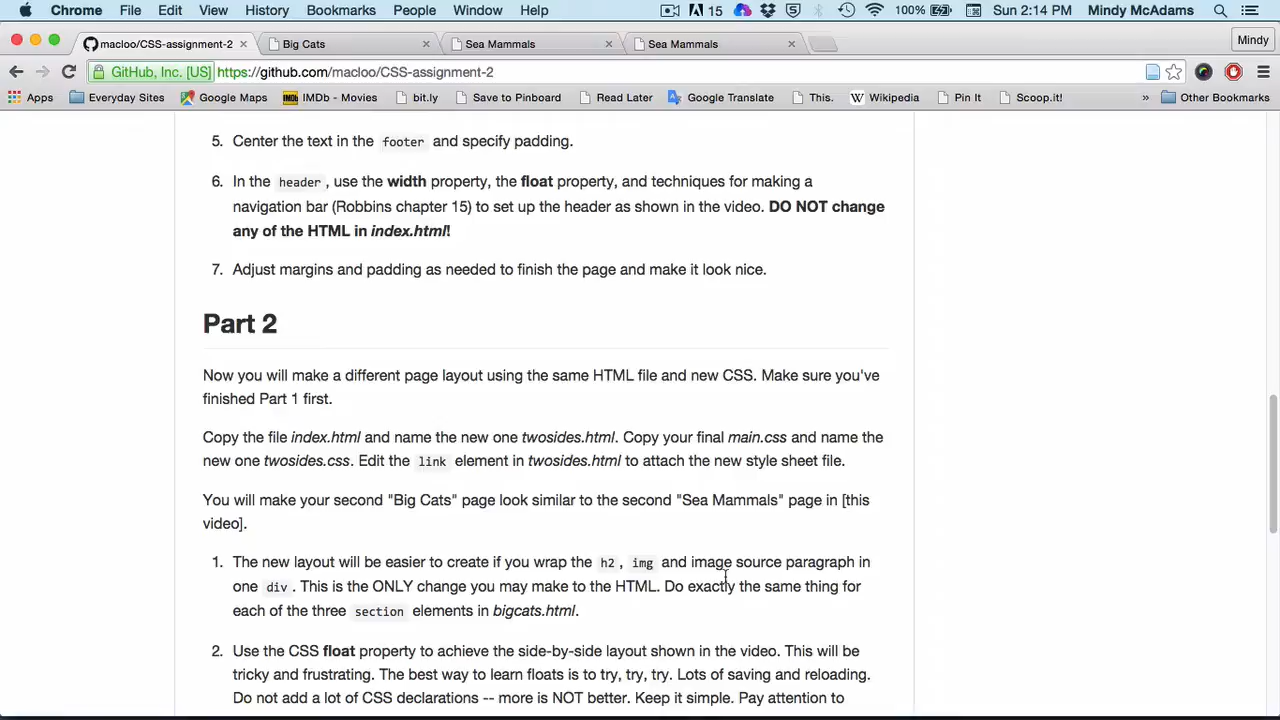 Chrome File Edit View History Bookmarks People Window Help 15 100% Sun 2:14 PM Mindy McAdams
macloo/CSS-assignment-2 Big Cats Sea Mammals Sea Mammals Mindy
GitHub, Inc. [US] https://github.com/macloo/CSS-assignment-2
Apps Everyday Sites Google Maps IMDb - Movies bit.ly Save to Pinboard Read Later Google Translate This. Wikipedia Pin It Scoop.it! » Other Bookmarks
5. Center the text in the footer and specify padding.
6. In the header, use the width property, the float property, and techniques for making a
navigation bar (Robbins chapter 15) to set up the header as shown in the video. DO NOT change
any of the HTML in index.html!
7. Adjust margins and padding as needed to finish the page and make it look nice.
Part 2
Now you will make a different page layout using the same HTML file and new CSS. Make sure you've
finished Part 1 first.
Copy the file index.html and name the new one twosides.html. Copy your final main.css and name the
new one twosides.css. Edit the link element in twosides.html to attach the new style sheet file.
You will make your second "Big Cats" page look similar to the second "Sea Mammals" page in [this
video].
1. The new layout will be easier to create if you wrap the h2, img and image source paragraph in
one div. This is the ONLY change you may make to the HTML. Do exactly the same thing for
each of the three section elements in bigcats.html.
2. Use the CSS float property to achieve the side-by-side layout shown in the video. This will be
tricky and frustrating. The best way to learn floats is to try, try, try. Lots of saving and reloading.
Do not add a lot of CSS declarations -- more is NOT better. Keep it simple. Pay attention to